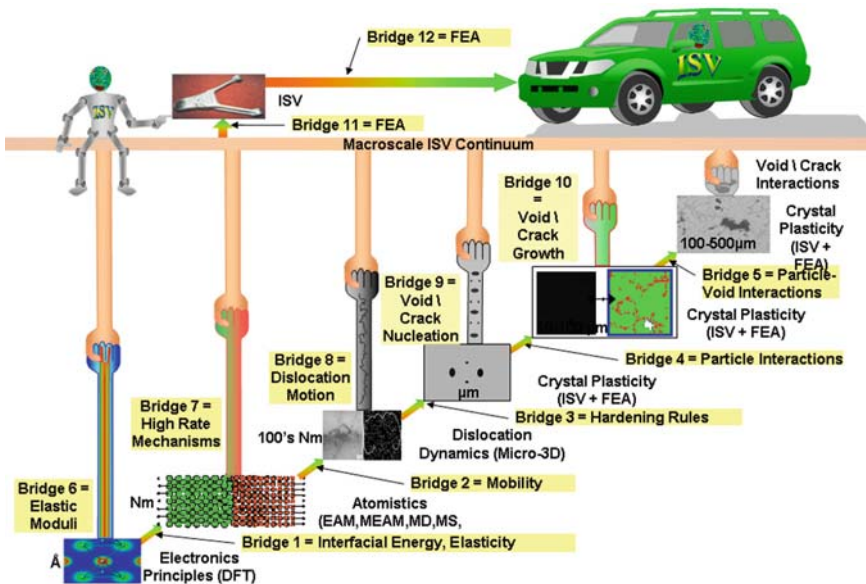 Bridge 12 = FEA
ISV
ISV
ISV
Bridge 11 = FEA
Macroscale ISV Continuum
Void \ Crack
Interactions
Bridge 10
=
Void \
Crack
Growth
Crystal
Plasticity
(ISV +
FEA)
100-500µm
Bridge 5 = Particle-
Void Interactions
Bridge 9 =
Void \
Crack
Nucleation
µm
Crystal Plasticity
(ISV + FEA)
Bridge 4 = Particle Interactions
Bridge 8 =
Dislocation
Motion
µm
Crystal Plasticity
(ISV + FEA)
Bridge 3 = Hardening Rules
Bridge 7 =
High Rate
Mechanisms
100's Nm
Dislocation
Dynamics (Micro-3D)
Bridge 2 = Mobility
Bridge 6 =
Elastic
Moduli
Nm
Atomistics
(EAM,MEAM,MD,MS,
Bridge 1 = Interfacial Energy, Elasticity
Å
Electronics
Principles (DFT)